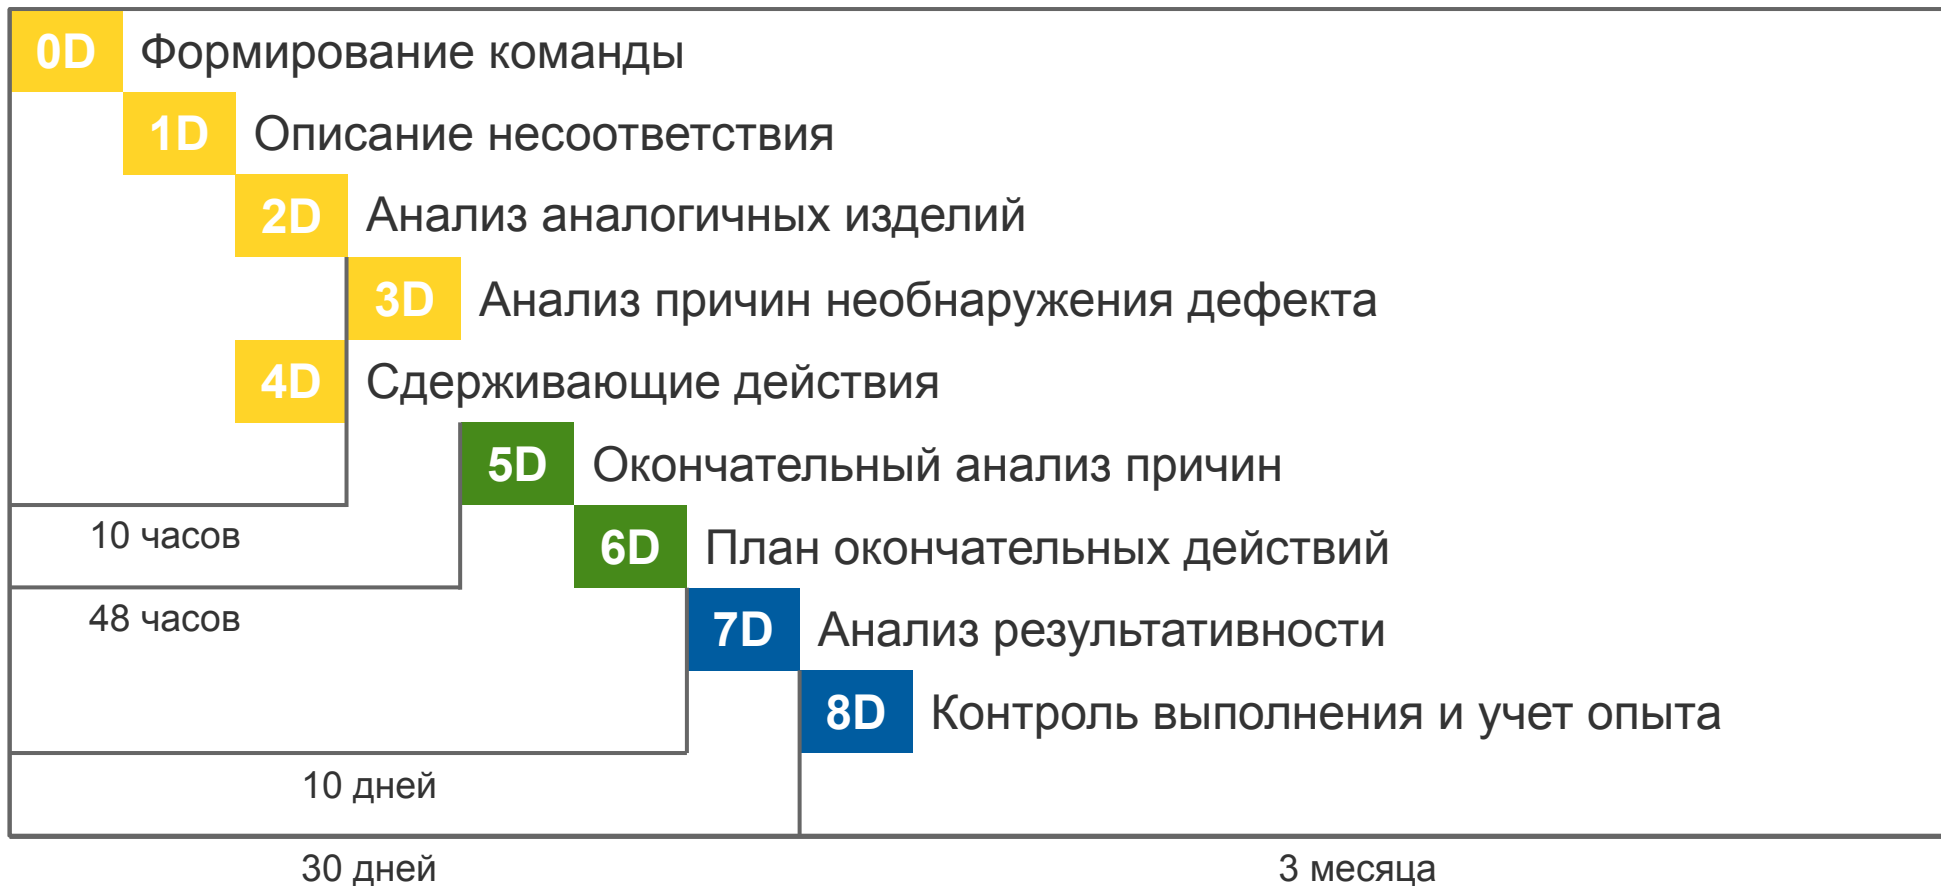 0D Формирование команды
1D Описание несоответствия
2D Анализ аналогичных изделий
3D Анализ причин необнаружения дефекта
4D Сдерживающие действия
5D Окончательный анализ причин
10 часов
6D План окончательных действий
48 часов
7D Анализ результативности
8D Контроль выполнения и учет опыта
10 дней
30 дней
3 месяца